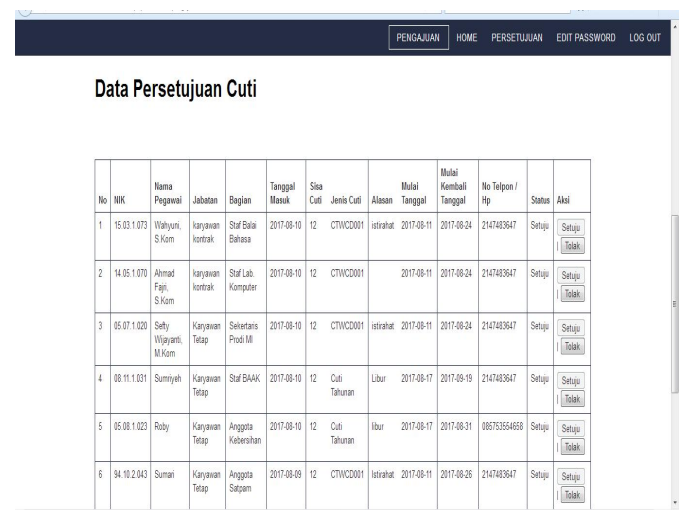 PENGAJUAN HOME PERSETUJUAN EDIT PASSWORD LOG OUT
Data Persetujuan Cuti
No NIK Nama Pegawai Jabatan Bagian Tanggal Masuk Sisa Cuti Jenis Cuti Alasan Mulai Tanggal Mulai Kembali Tanggal No Telpon / Hp Status Aksi
1 15.03.1.073 Wahyuni, S.Kom karyawan kontrak Staf Balai Bahasa 2017-08-10 12 CTWCD001 istirahat 2017-08-11 2017-08-24 2147483647 Setuju Setuju | Tolak
2 14.05.1.070 Ahmad Fajri, S.Kom karyawan kontrak Staf Lab. Komputer 2017-08-10 12 CTWCD001 2017-08-11 2017-08-24 2147483647 Setuju Setuju | Tolak
3 05.07.1.020 Sefty Wijayanti, M.Kom Karyawan Tetap Sekertaris Prodi MI 2017-08-10 12 CTWCD001 istirahat 2017-08-11 2017-08-24 2147483647 Setuju Setuju | Tolak
4 08.11.1.031 Sumriyeh Karyawan Tetap Staf BAAK 2017-08-10 12 Cuti Tahunan Libur 2017-08-17 2017-09-19 2147483647 Setuju Setuju | Tolak
5 05.08.1.023 Roby Karyawan Tetap Anggota Kebersihan 2017-08-10 12 Cuti Tahunan libur 2017-08-17 2017-08-31 085753554658 Setuju Setuju | Tolak
6 94.10.2.043 Sumari Karyawan Tetap Anggota Satpam 2017-08-09 12 CTWCD001 Istirahat 2017-08-11 2017-08-26 2147483647 Setuju Setuju | Tolak